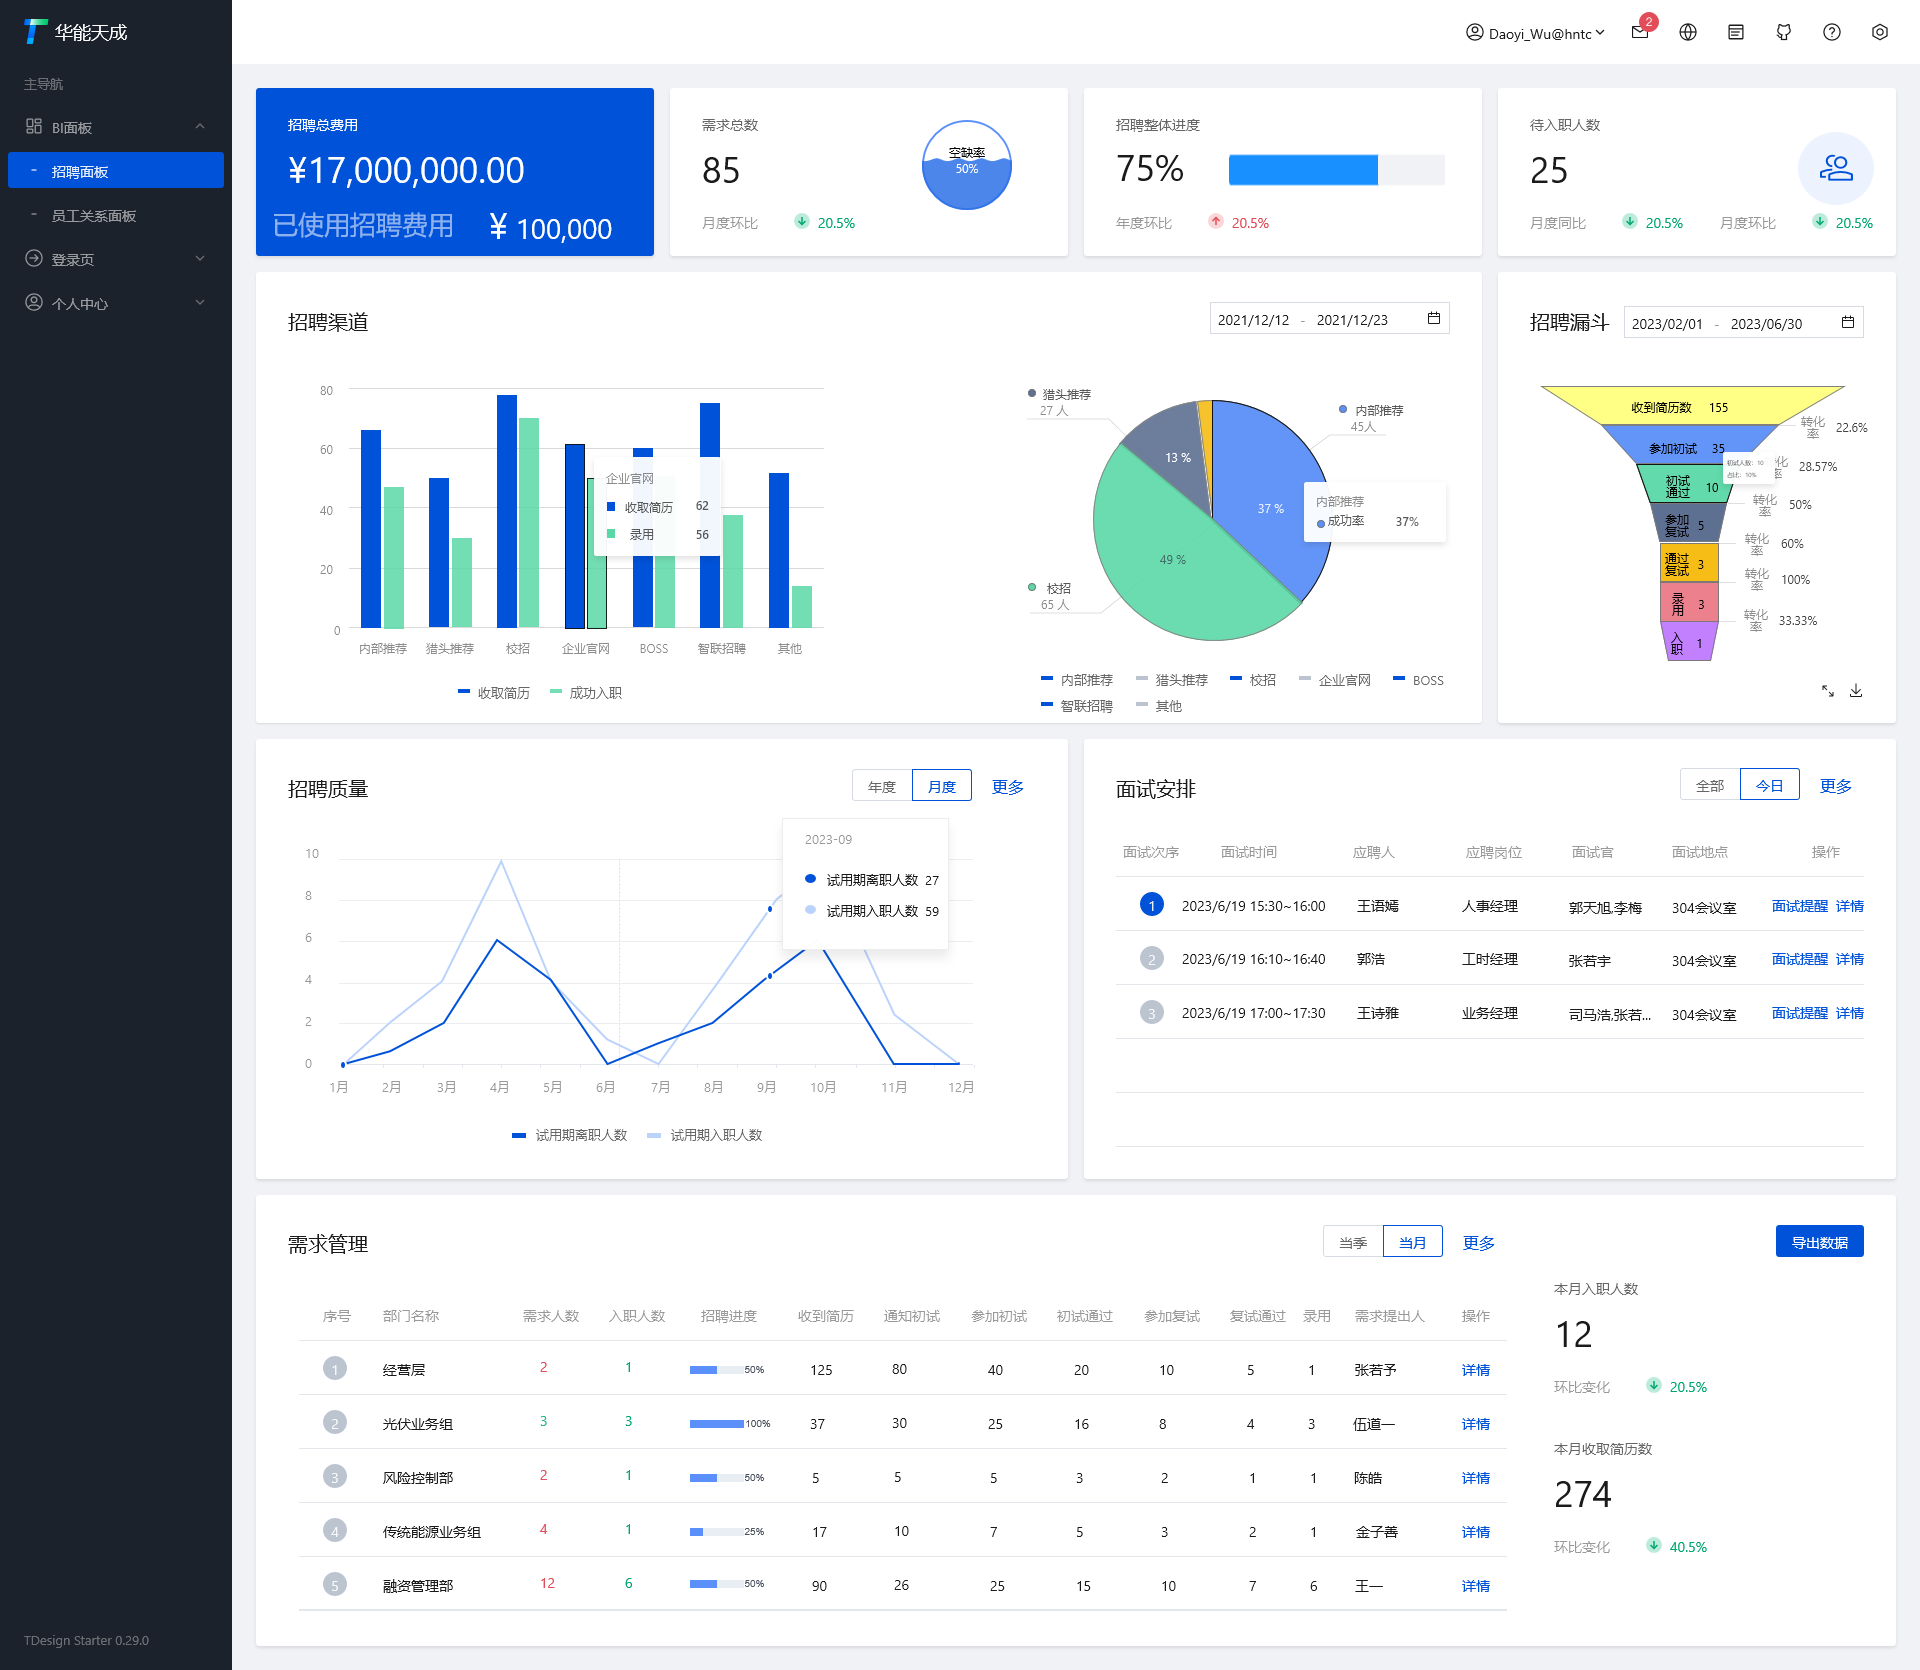 华能天成
Daoyi_Wu@hntc
2
主导航
BI面板
招聘面板
员工关系面板
登录页
个人中心
招聘总费用
¥17,000,000.00
已使用招聘费用 ¥ 100,000
需求总数
85
月度环比 20.5%
空缺率
50%
招聘整体进度
75%
年度环比 20.5%
待入职人数
25
月度同比 20.5% 月度环比 20.5%
招聘渠道
2021/12/12 - 2021/12/23
80
60
40
20
0
企业官网
收取简历 62
录用 56
内部推荐 猎头推荐 校招 企业官网 BOSS 智联招聘 其他
收取简历 成功入职
猎头推荐
27 人
内部推荐
45人
校招
65 人
13 %
37 %
49 %
内部推荐
成功率 37%
内部推荐 猎头推荐 校招 企业官网 BOSS
智联招聘 其他
招聘漏斗
2023/02/01 - 2023/06/30
收到简历数 155
转化率 22.6%
参加初试 35
化率 28.57%
初试人数: 10
占比: 10%
初试通过 10
转化率 50%
参加复试 5
转化率 60%
通过复试 3
转化率 100%
录用 3
转化率 33.33%
入职 1
招聘质量
年度 月度 更多
10
8
6
4
2
0
2023-09
试用期离职人数 27
试用期入职人数 59
1月 2月 3月 4月 5月 6月 7月 8月 9月 10月 11月 12月
试用期离职人数 试用期入职人数
面试安排
全部 今日 更多
面试次序 面试时间 应聘人 应聘岗位 面试官 面试地点 操作
1 2023/6/19 15:30~16:00 王语嫣 人事经理 郭天旭,李梅 304会议室 面试提醒 详情
2 2023/6/19 16:10~16:40 郭浩 工时经理 张若宇 304会议室 面试提醒 详情
3 2023/6/19 17:00~17:30 王诗雅 业务经理 司马浩,张若... 304会议室 面试提醒 详情
需求管理
当季 当月 更多
导出数据
序号 部门名称 需求人数 入职人数 招聘进度 收到简历 通知初试 参加初试 初试通过 参加复试 复试通过 录用 需求提出人 操作
1 经营层 2 1 50% 125 80 40 20 10 5 1 张若予 详情
2 光伏业务组 3 3 100% 37 30 25 16 8 4 3 伍道一 详情
3 风险控制部 2 1 50% 5 5 5 3 2 1 1 陈皓 详情
4 传统能源业务组 4 1 25% 17 10 7 5 3 2 1 金子善 详情
5 融资管理部 12 6 50% 90 26 25 15 10 7 6 王一 详情
本月入职人数
12
环比变化 20.5%
本月收取简历数
274
环比变化 40.5%
TDesign Starter 0.29.0